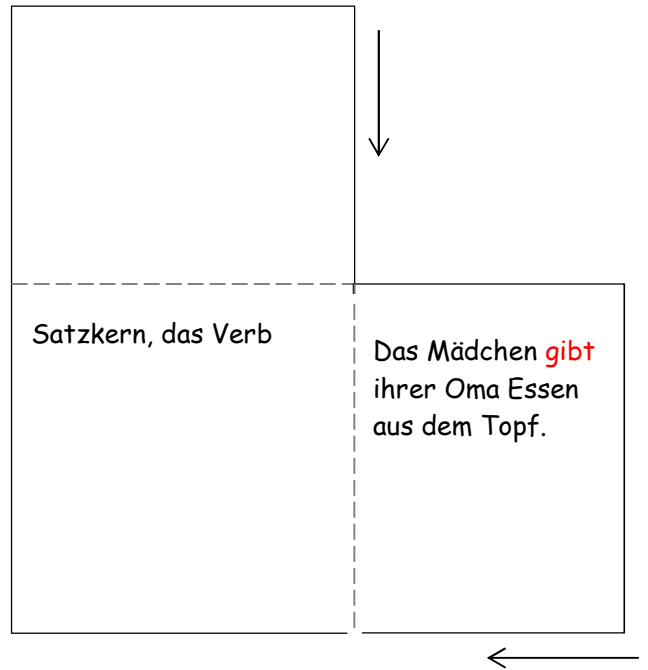 Satzkern, das Verb
Das Mädchen gibt
ihrer Oma Essen
aus dem Topf.